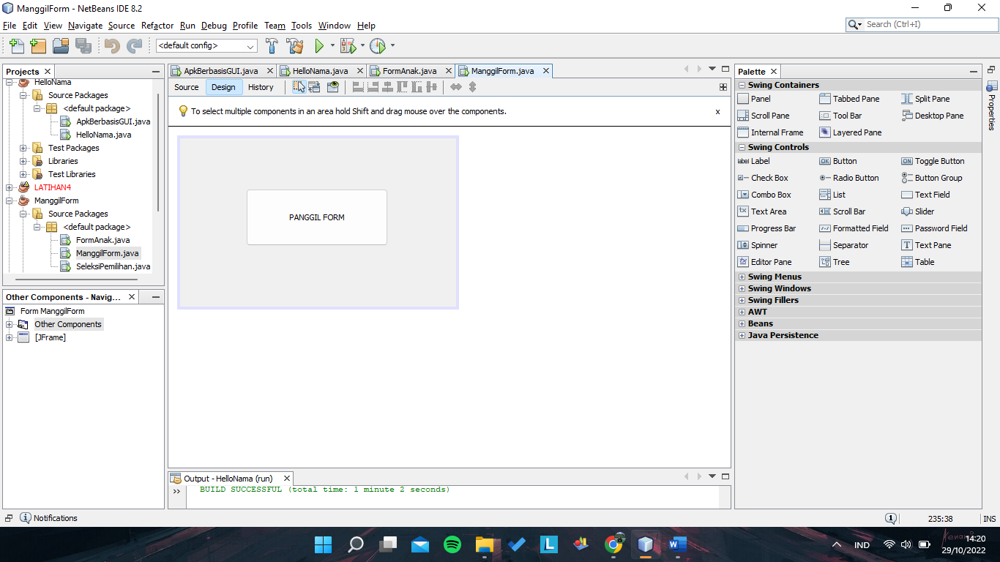 ManggilForm - NetBeans IDE 8.2
File Edit View Navigate Source Refactor Run Debug Profile Team Tools Window Help
Search (Ctrl+I)
<default config>
Projects
HelloNama
Source Packages
<default package>
ApkBerbasisGUI.java
HelloNama.java
Test Packages
Libraries
Test Libraries
LATIHAN4
ManggilForm
Source Packages
<default package>
FormAnak.java
ManggilForm.java
SeleksiPemilihan.java
Other Components - Navig...
Form ManggilForm
Other Components
[JFrame]
ApkBerbasisGUI.java HelloNama.java FormAnak.java ManggilForm.java
Source Design History
To select multiple components in an area hold Shift and drag mouse over the components.
x
PANGGIL FORM
Output - HelloNama (run)
BUILD SUCCESSFUL (total time: 1 minute 2 seconds)
Palette
Swing Containers
Panel Tabbed Pane Split Pane
Scroll Pane Tool Bar Desktop Pane
Internal Frame Layered Pane
Swing Controls
label Label OK Button ON Toggle Button
Check Box Radio Button Button Group
Combo Box List Text Field
Text Area Scroll Bar Slider
Progress Bar Formatted Field Password Field
Spinner Separator Text Pane
Editor Pane Tree Table
Swing Menus
Swing Windows
Swing Fillers
AWT
Beans
Java Persistence
Properties
Notifications
1
235:38
INS
IND
14:20
29/10/2022